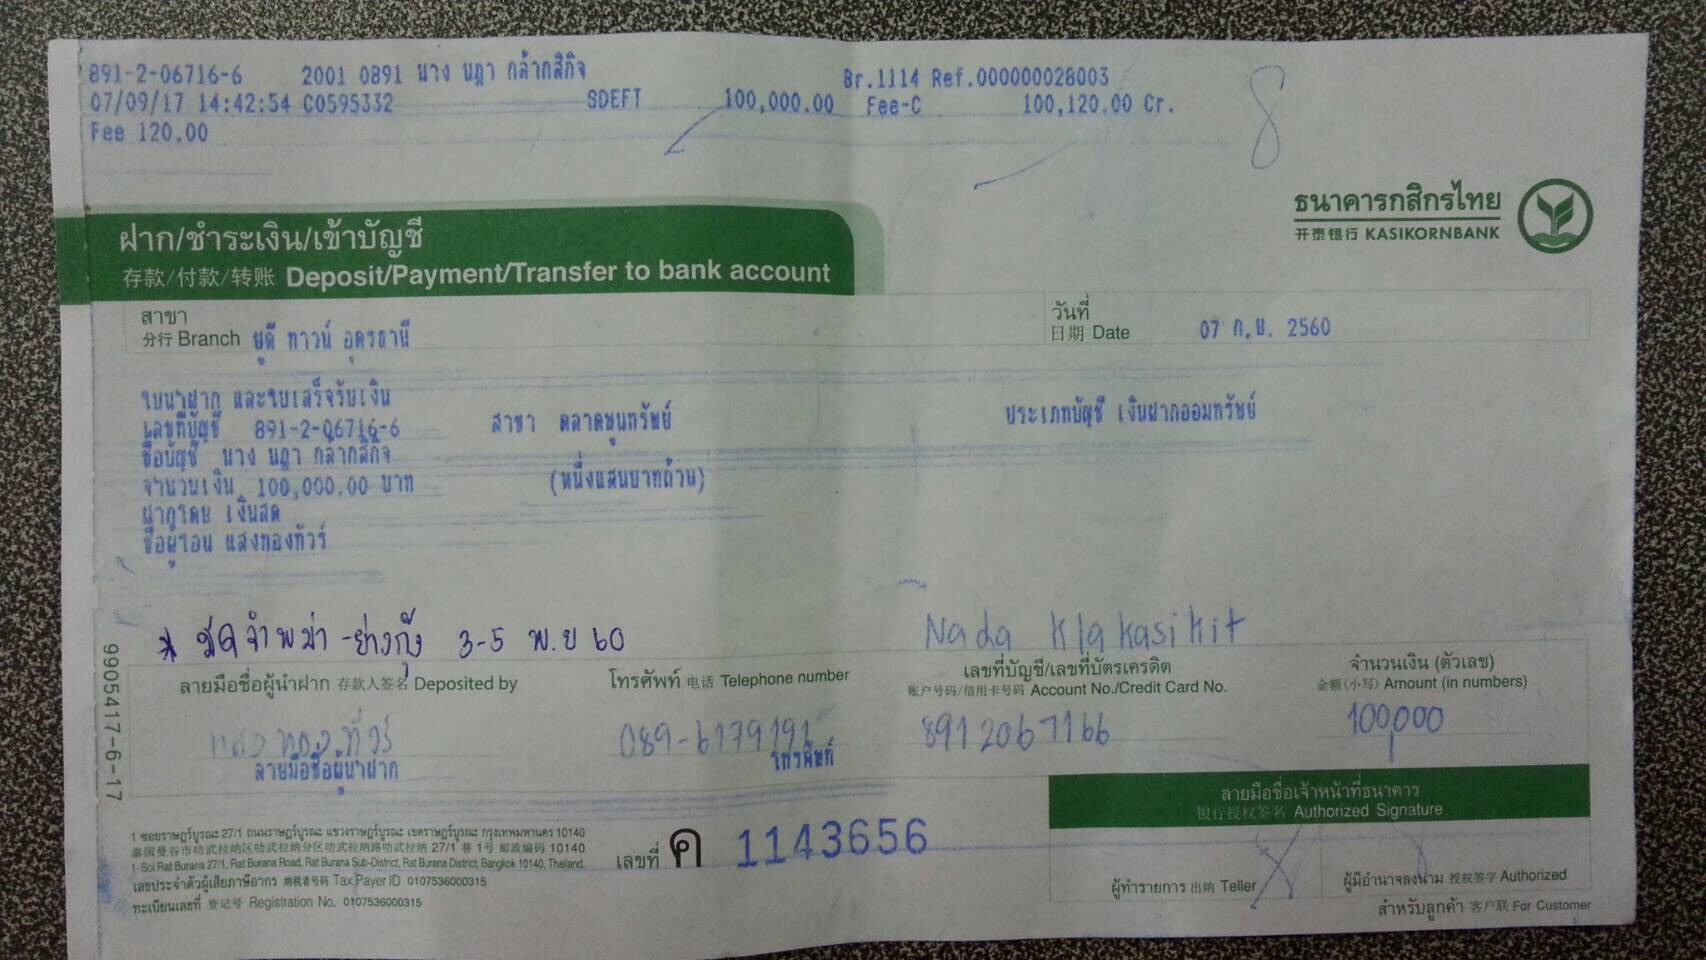 891-2-06716-6 2001 0891 นาง นฎา กล้ากสิกิจ Br.1114 Ref.000000028003
07/09/17 14:42:54 C0595332 SDEFT 100,000.00 Fee-C 100,120.00 Cr.
Fee 120.00
8
ธนาคารกสิกรไทย
开泰银行 KASIKORNBANK
ฝาก/ชำระเงิน/เข้าบัญชี
存款/付款/转账 Deposit/Payment/Transfer to bank account
สาขา
分行 Branch ยูดี ทาวน์ อุดรธานี
วันที่
日期 Date 07 ก.ย. 2560
ใบนำฝาก และใบเสร็จรับเงิน
เลขที่บัญชี 891-2-06716-6 สาขา ตลาดขุนทรัพย์ ประเภทบัญชี เงินฝากออมทรัพย์
ชื่อบัญชี นาง นฎา กล้ากสิกิจ
จำนวนเงิน 100,000.00 บาท (หนึ่งแสนบาทถ้วน)
ฝากโดย เงินสด
ชื่อผู้โอน แสงทองทัวร์
* มัดจำพม่า - ย่างกุ้ง 3-5 พ.ย 60
Nada Klakasikit
ลายมือชื่อผู้นำฝาก 存款人签名 Deposited by
โทรศัพท์ 电话 Telephone number
เลขที่บัญชี/เลขที่บัตรเครดิต
账户号码/信用卡号码 Account No./Credit Card No.
จำนวนเงิน (ตัวเลข)
金额(小写) Amount (in numbers)
แสงทองทัวร์ 089-6179191 8912067166 100,000
ลายมือชื่อผู้นำฝาก โทรศัพท์
9905417-6-17
ลายมือชื่อเจ้าหน้าที่ธนาคาร
银行授权签名 Authorized Signature
1 ซอยราษฎร์บูรณะ 27/1 ถนนราษฎร์บูรณะ แขวงราษฎร์บูรณะ เขตราษฎร์บูรณะ กรุงเทพมหานคร 10140
泰国曼谷市叻武拉纳区叻武拉纳分区叻武拉纳路叻武拉纳 27/1 巷 1号 邮政编码 10140
1 Soi Rat Burana 27/1, Rat Burana Road, Rat Burana Sub-District, Rat Burana District, Bangkok 10140, Thailand.
เลขประจำตัวผู้เสียภาษีอากร 纳税者号码 Tax Payer ID 0107536000315
ทะเบียนเลขที่ 登记号 Registration No. 0107536000315
เลขที่ ค 1143656
ผู้ทำรายการ 出纳 Teller
ผู้มีอำนาจลงนาม 授权签字 Authorized
สำหรับลูกค้า 客户联 For Customer